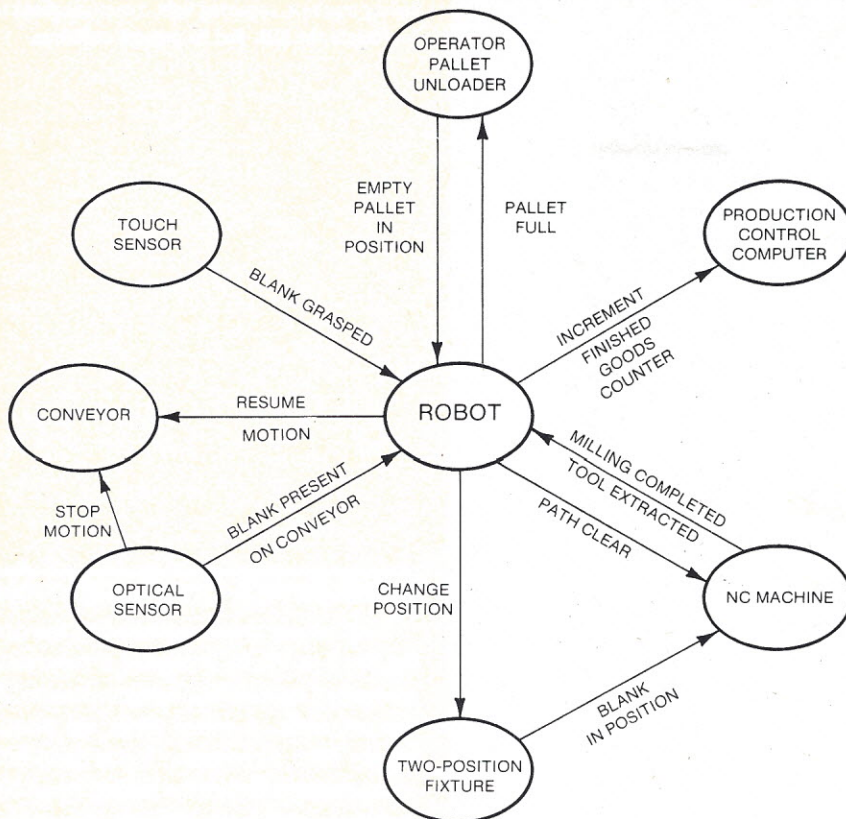 OPERATOR
PALLET
UNLOADER
EMPTY
PALLET
IN
POSITION
PALLET
FULL
TOUCH
SENSOR
PRODUCTION
CONTROL
COMPUTER
BLANK GRASPED
INCREMENT
FINISHED
GOODS
COUNTER
CONVEYOR
RESUME
MOTION
ROBOT
MILLING COMPLETED
TOOL EXTRACTED
PATH CLEAR
STOP
MOTION
BLANK PRESENT
ON CONVEYOR
OPTICAL
SENSOR
CHANGE
POSITION
NC MACHINE
BLANK
IN POSITION
TWO-POSITION
FIXTURE